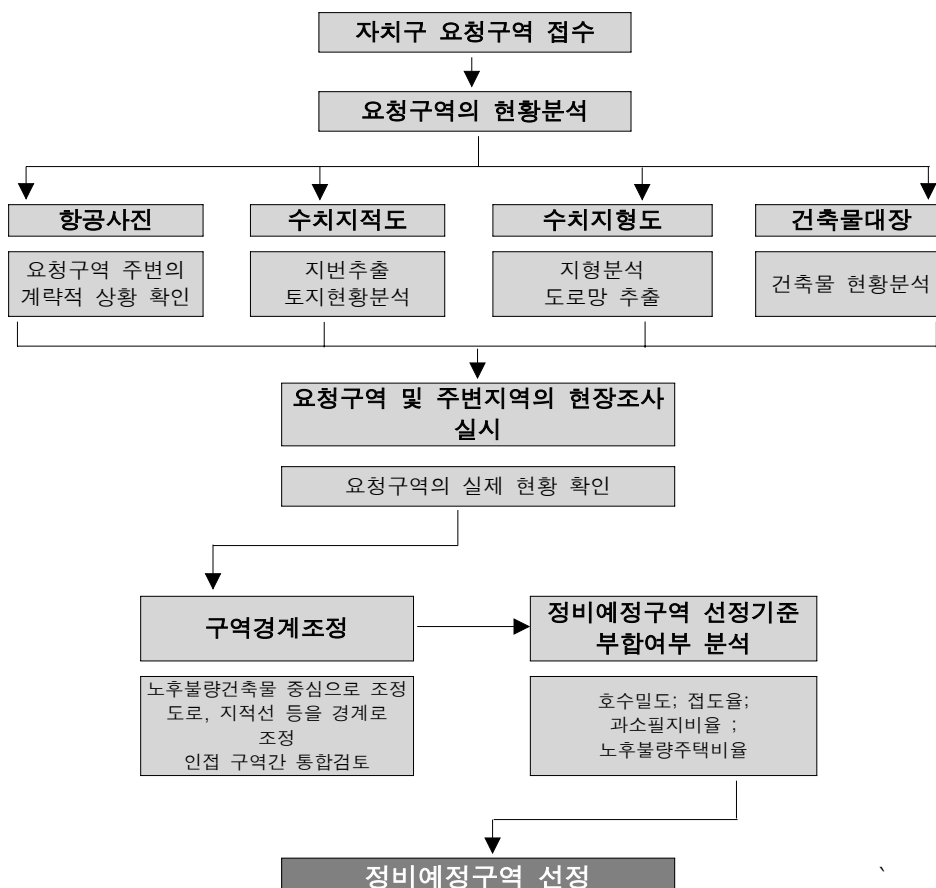 자치구 요청구역 접수
요청구역의 현황분석
항공사진
수치지적도
수치지형도
건축물대장
요청구역 주변의
계략적 상황 확인
지번추출
토지현황분석
지형분석
도로망 추출
건축물 현황분석
요청구역 및 주변지역의 현장조사
실시
요청구역의 실제 현황 확인
구역경계조정
정비예정구역 선정기준
부합여부 분석
노후불량건축물 중심으로 조정
도로, 지적선 등을 경계로
조정
인접 구역간 통합검토
호수밀도; 접도율;
과소필지비율 ;
노후불량주택비율
정비예정구역 선정
`